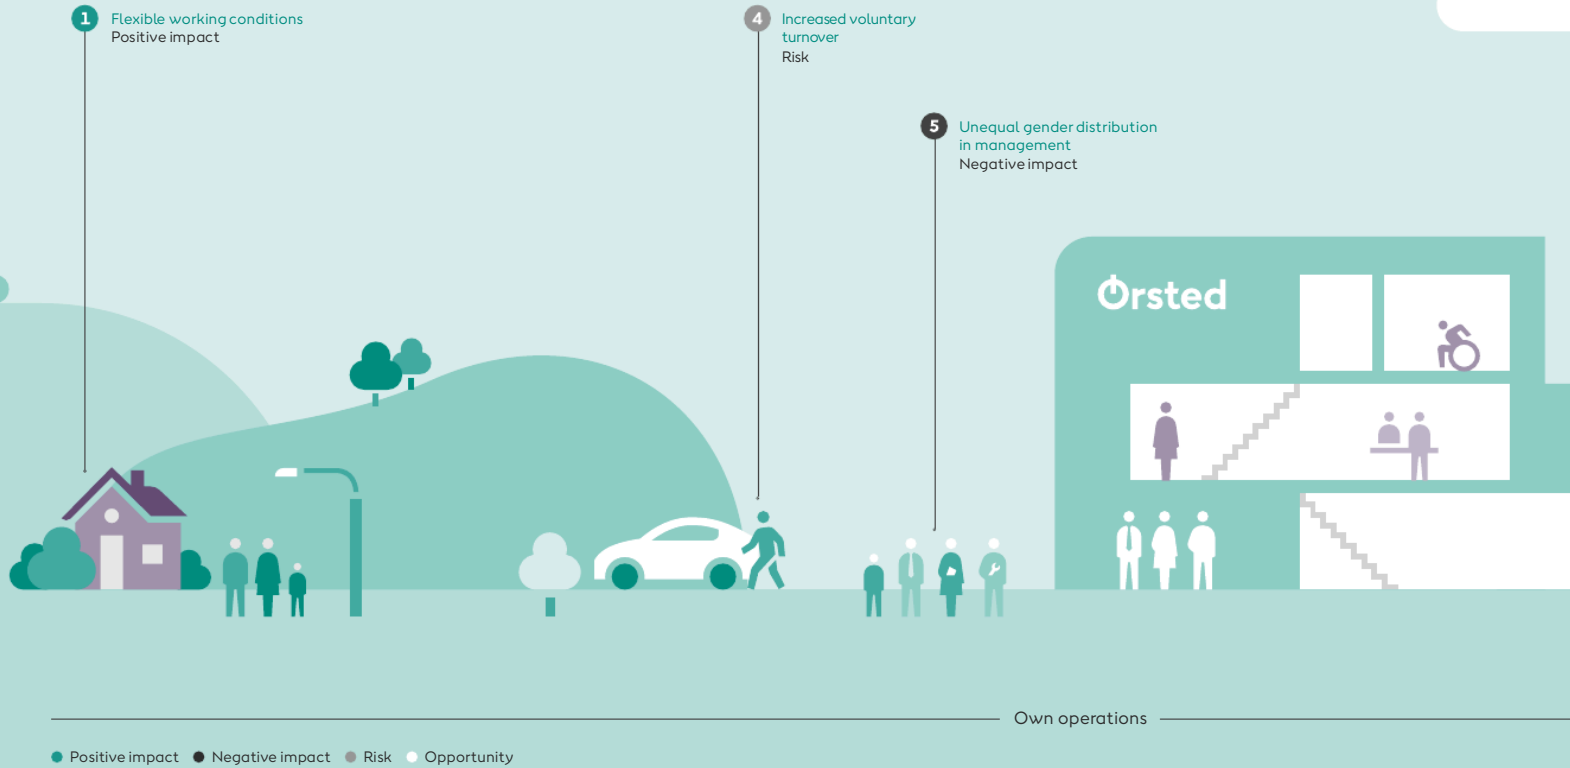 1 Flexible working conditions
Positive impact
4 Increased voluntary
turnover
Risk
5 Unequal gender distribution
in management
Negative impact
Ørsted
Own operations
Positive impact Negative impact Risk Opportunity